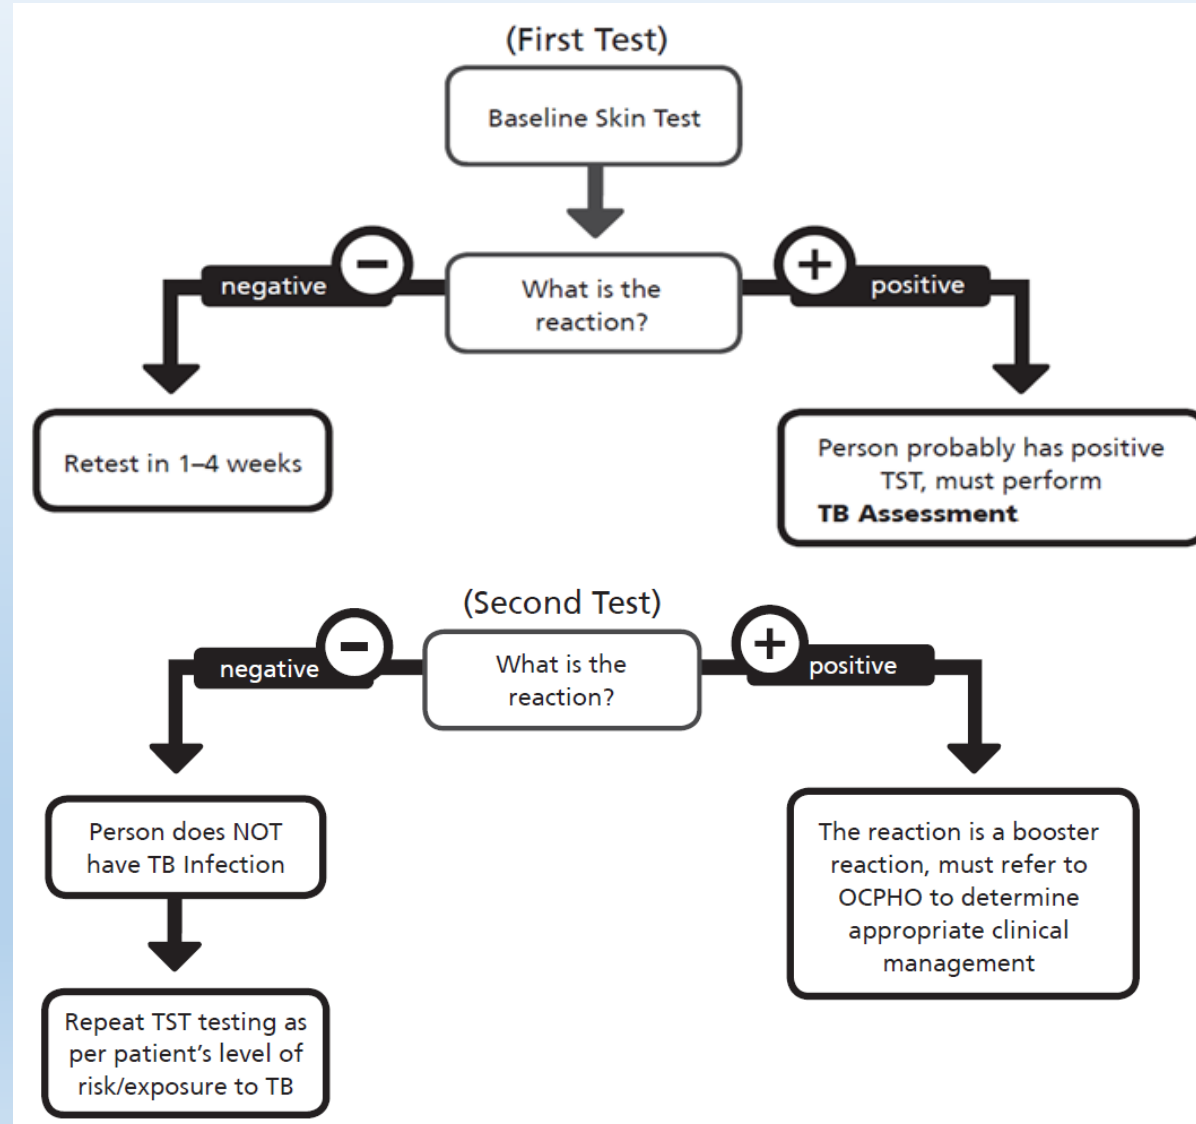 (First Test)
Baseline Skin Test
What is the
reaction?
negative
−
+
positive
Retest in 1–4 weeks
Person probably has positive
TST, must perform
TB Assessment
(Second Test)
What is the
reaction?
negative
−
+
positive
Person does NOT
have TB Infection
Repeat TST testing as
per patient’s level of
risk/exposure to TB
The reaction is a booster
reaction, must refer to
OCPHO to determine
appropriate clinical
management